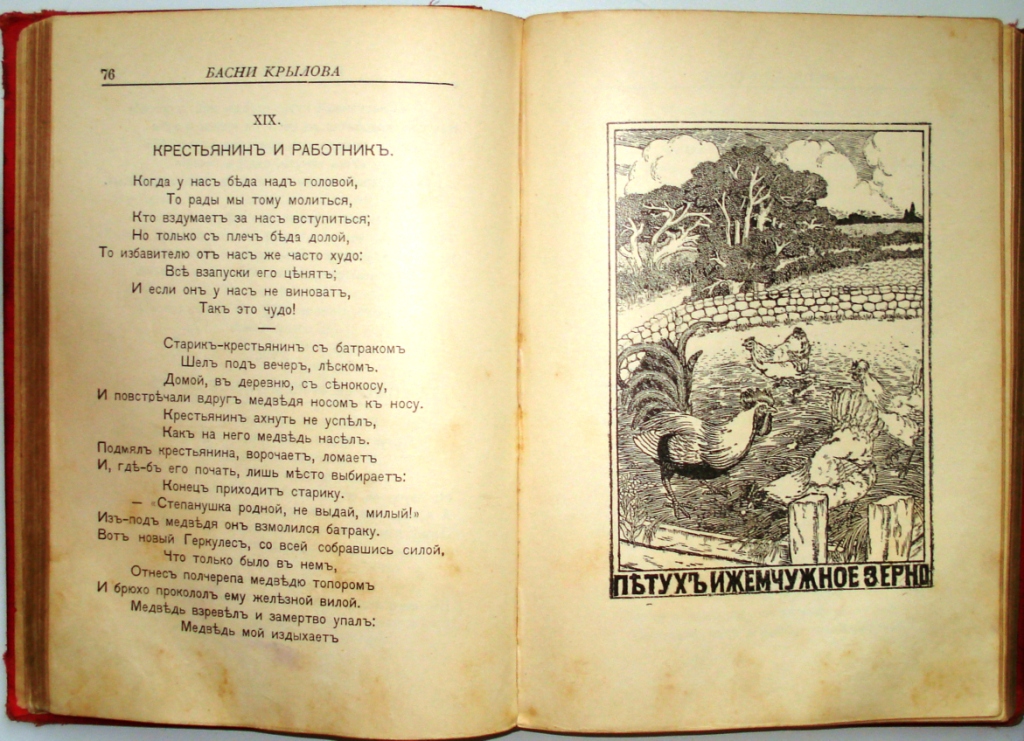 76
БАСНИ КРЫЛОВА
XIX.
КРЕСТЬЯНИНЪ И РАБОТНИКЪ.
Когда у насъ бѣда надъ головой,
То рады мы тому молиться,
Кто вздумаетъ за насъ вступиться;
Но только съ плечъ бѣда долой,
То избавителю отъ насъ же часто худо:
Всѣ взапуски его цѣнятъ;
И если онъ у насъ не виноватъ,
Такъ это чудо!
Старикъ-крестьянинъ съ батракомъ
Шелъ подъ вечеръ, лѣскомъ.
Домой, въ деревню, съ сѣнокосу,
И повстрѣчали вдругъ медвѣдя носомъ къ носу.
Крестьянинъ ахнуть не успѣлъ,
Какъ на него медвѣдь насѣлъ.
Подмялъ крестьянина, ворочаетъ, ломаетъ
И, гдѣ-бъ его почать, лишь мѣсто выбираетъ:
Конецъ приходитъ старику.
— «Степанушка родной, не выдай, милый!»
Изъ-подъ медвѣдя онъ взмолился батраку.
Вотъ новый Геркулесъ, со всей собравшись силой,
Что только было въ немъ,
Отнесъ полчерепа медвѣдю топоромъ
И брюхо прокололъ ему желѣзной вилой.
Медвѣдь взревѣлъ и замертво упалъ:
Медвѣдь мой издыхаетъ
ПѢТУХЪ И ЖЕМЧУЖНОЕ ЗЕРНО